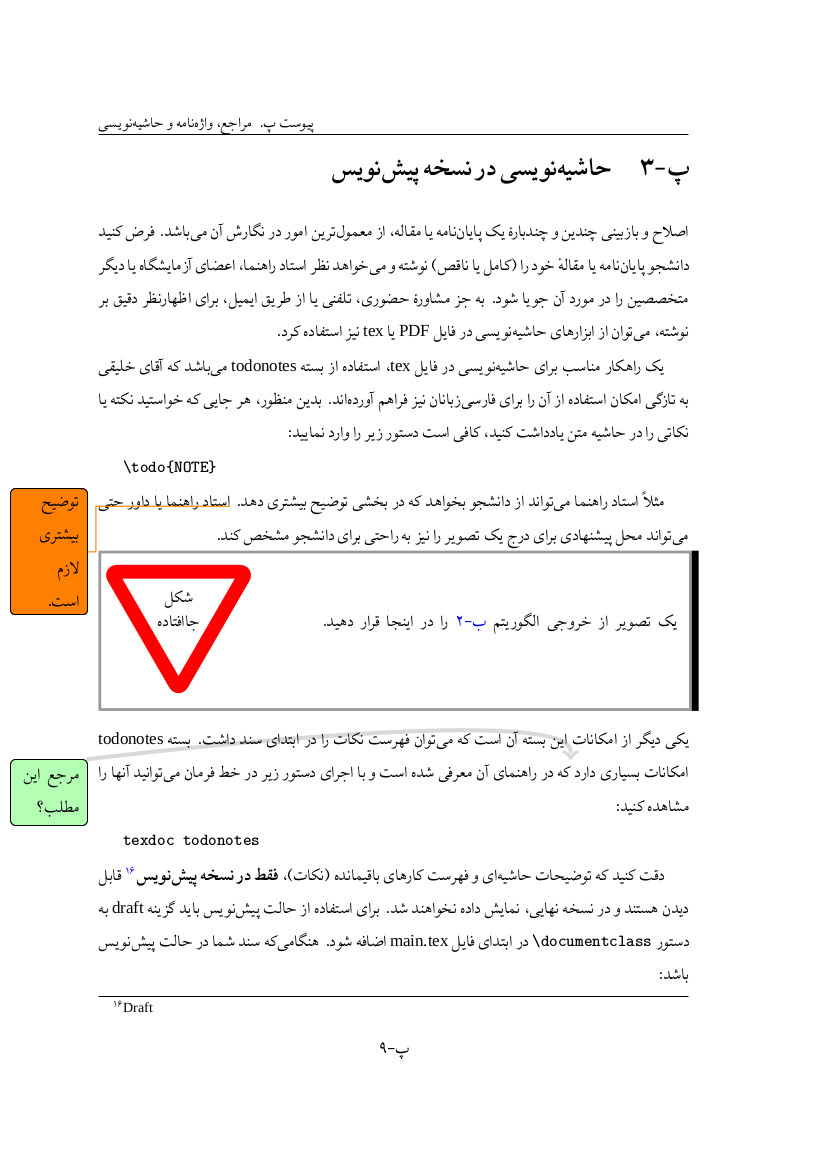 پیوست پ. مراجع، واژه‌نامه و حاشیه‌نویسی
پ-۳ حاشیه‌نویسی در نسخه پیش‌نویس
اصلاح و بازبینی چندین و چندبارهٔ یک پایان‌نامه یا مقاله، از معمول‌ترین امور در نگارش آن می‌باشد. فرض کنید
دانشجو پایان‌نامه یا مقالهٔ خود را (کامل یا ناقص) نوشته و می‌خواهد نظر استاد راهنما، اعضای آزمایشگاه یا دیگر
متخصصین را در مورد آن جویا شود. به جز مشاورهٔ حضوری، تلفنی یا از طریق ایمیل، برای اظهارنظر دقیق بر
نوشته، می‌توان از ابزارهای حاشیه‌نویسی در فایل PDF یا tex نیز استفاده کرد.
یک راهکار مناسب برای حاشیه‌نویسی در فایل tex، استفاده از بسته todonotes می‌باشد که آقای خلیقی
به تازگی امکان استفاده از آن را برای فارسی‌زبانان نیز فراهم آورده‌اند. بدین منظور، هر جایی که خواستید نکته یا
نکاتی را در حاشیه متن یادداشت کنید، کافی است دستور زیر را وارد نمایید:
\todo{NOTE}
مثلاً استاد راهنما می‌تواند از دانشجو بخواهد که در بخشی توضیح بیشتری دهد. استاد راهنما یا داور حتی
می‌تواند محل پیشنهادی برای درج یک تصویر را نیز به راحتی برای دانشجو مشخص کند.
توضیح
بیشتری
لازم
است.
یک تصویر از خروجی الگوریتم ب-۲ را در اینجا قرار دهید.
شکل
جاافتاده
یکی دیگر از امکانات این بسته آن است که می‌توان فهرست نکات را در ابتدای سند داشت. بسته todonotes
امکانات بسیاری دارد که در راهنمای آن معرفی شده است و با اجرای دستور زیر در خط فرمان می‌توانید آنها را
مشاهده کنید:
مرجع این
مطلب؟
texdoc todonotes
دقت کنید که توضیحات حاشیه‌ای و فهرست کارهای باقیمانده (نکات)، فقط در نسخه پیش‌نویس۱۶ قابل
دیدن هستند و در نسخه نهایی، نمایش داده نخواهند شد. برای استفاده از حالت پیش‌نویس باید گزینه draft به
دستور \documentclass در ابتدای فایل main.tex اضافه شود. هنگامی‌که سند شما در حالت پیش‌نویس
باشد:
۱۶Draft
پ-۹